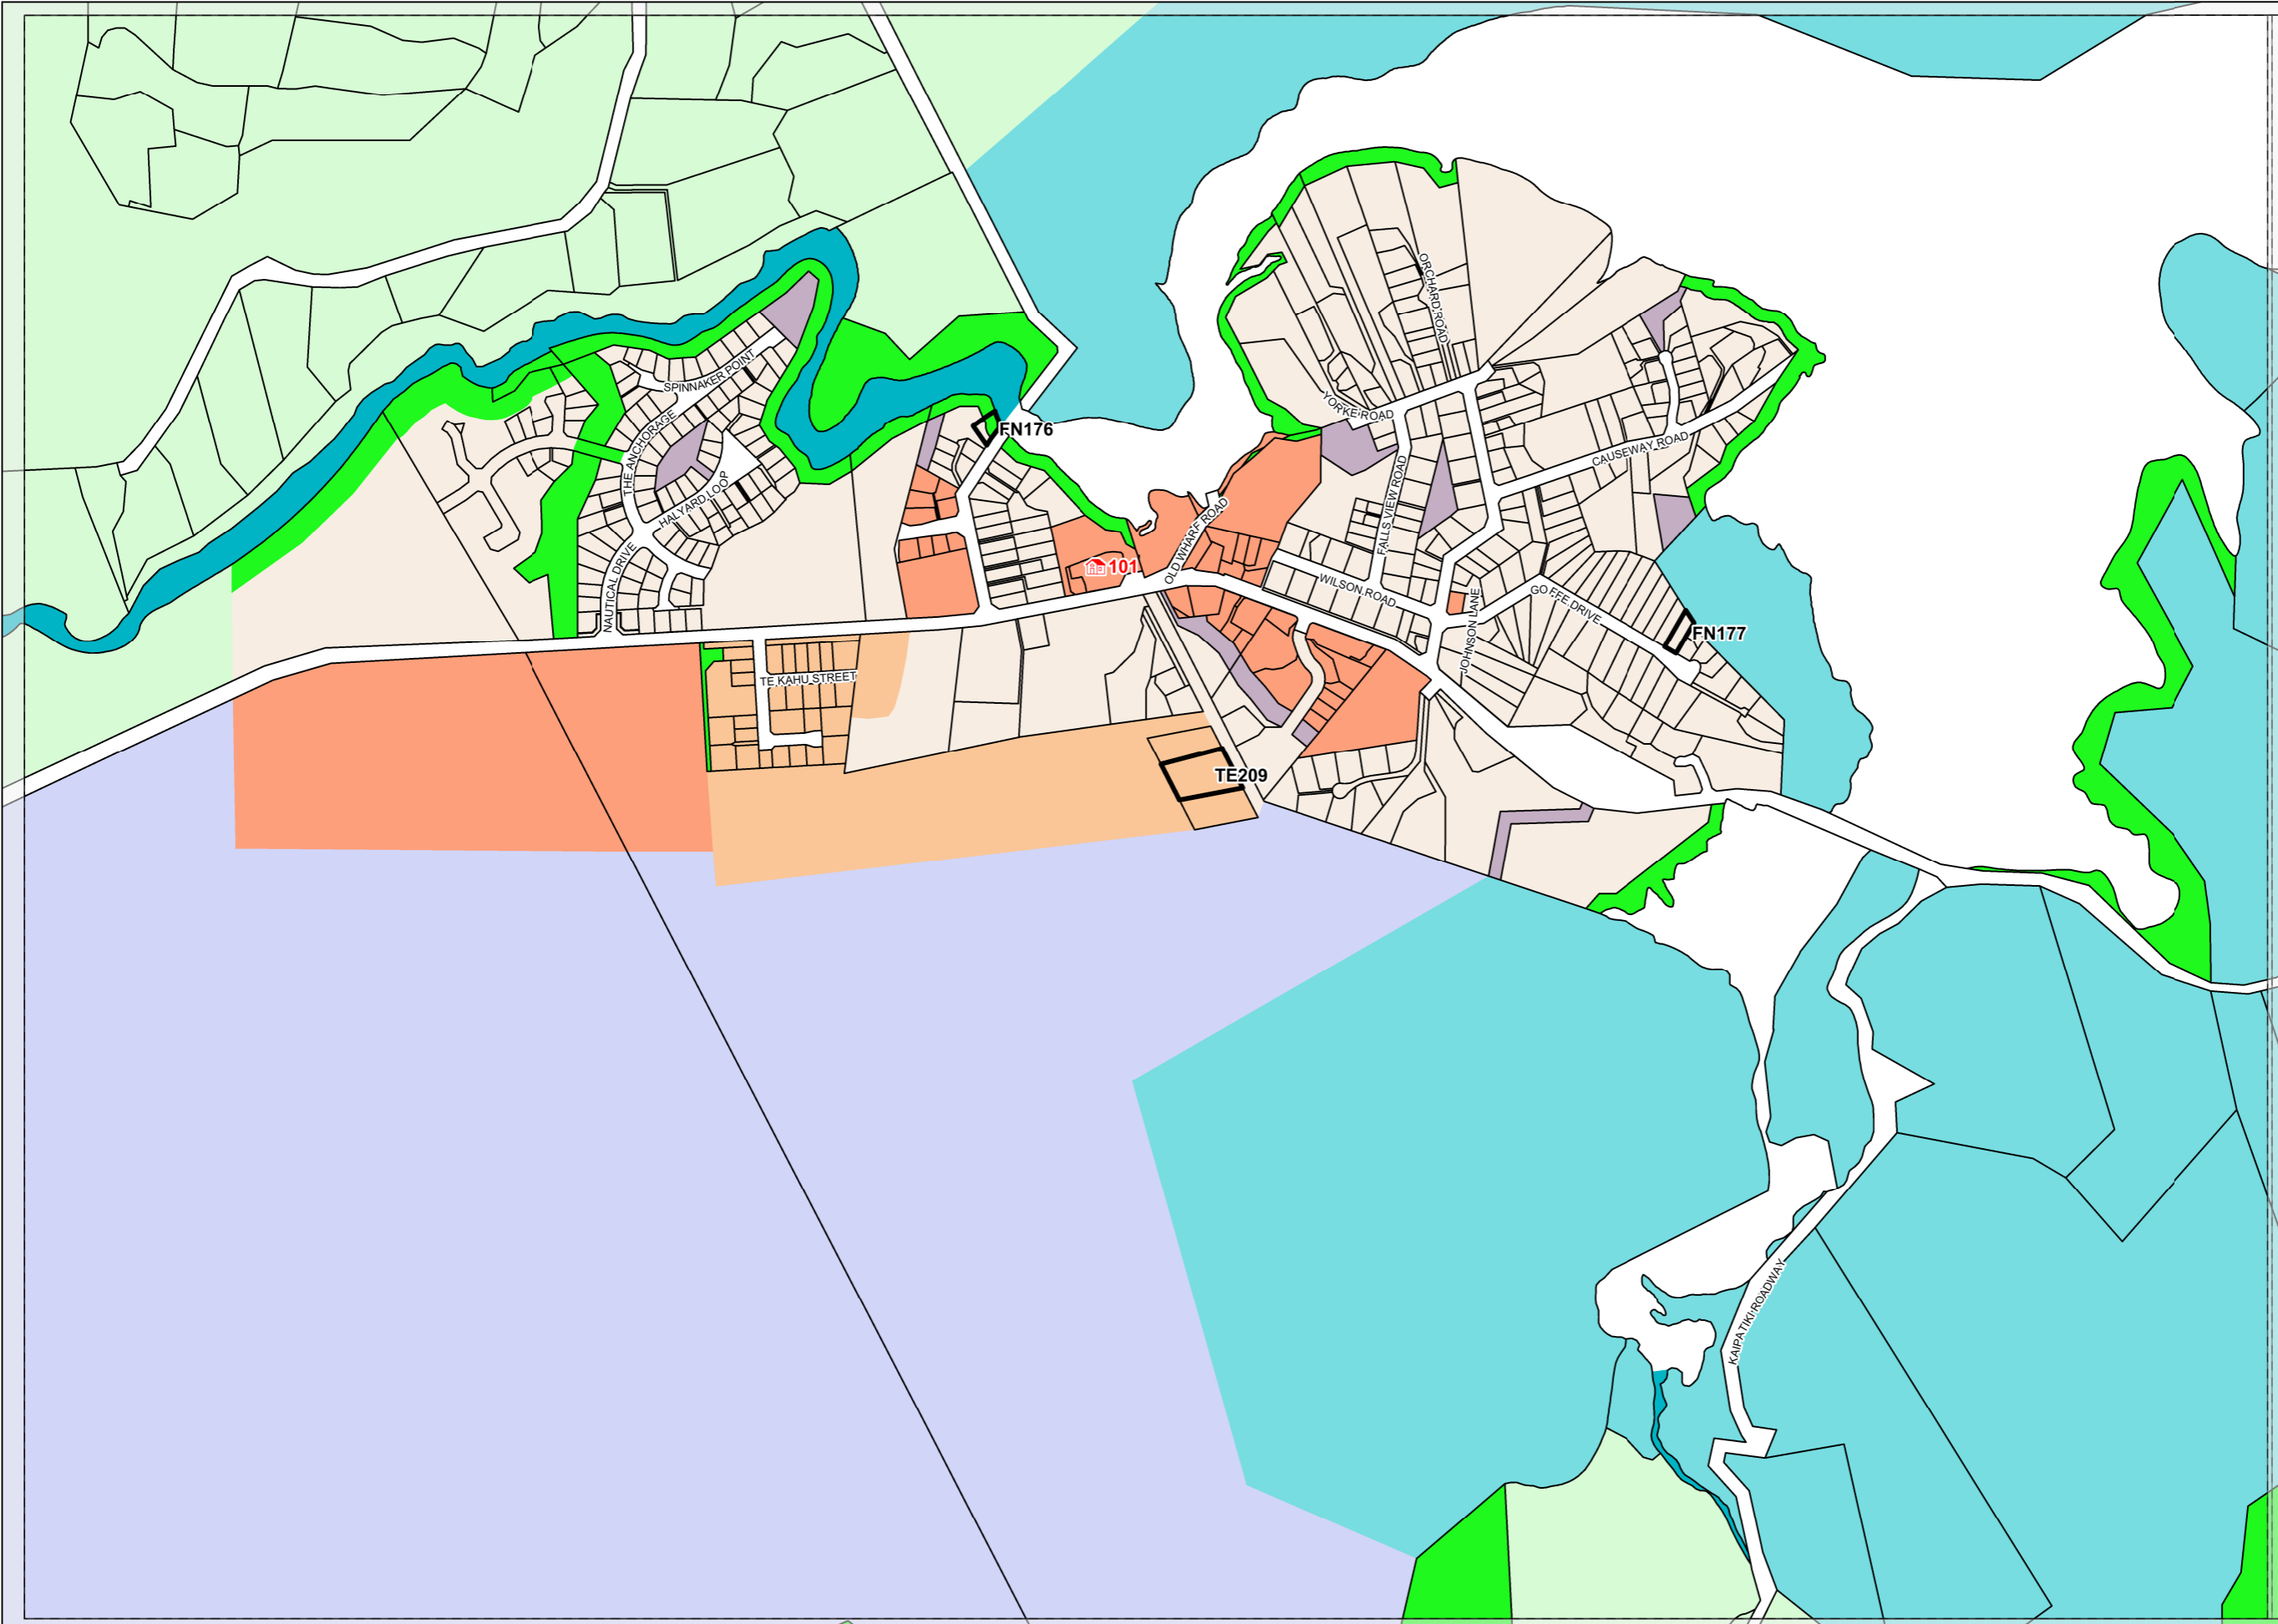 ORCHARD ROAD
SPINNAKER POINT
YORKE ROAD
THE ANCHORAGE
FN176
CAUSEWAY ROAD
HALYARD LOOP
FALLS VIEW ROAD
OLD WHARF ROAD
101
NAUTICAL DRIVE
WILSON ROAD
GOFFE DRIVE
JOHNSON LANE
FN177
TE KAHU STREET
TE209
KAIPATIKI ROADWAY